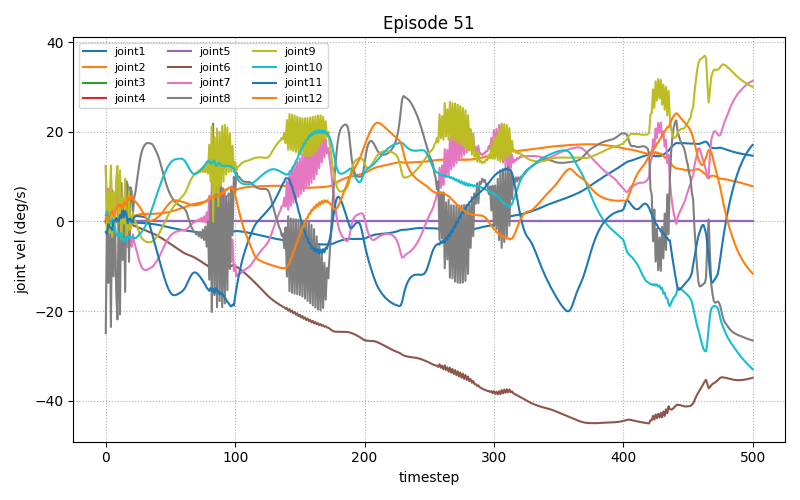 Episode 51
joint vel (deg/s)
40
20
0
−20
−40
joint1 joint5 joint9
joint2 joint6 joint10
joint3 joint7 joint11
joint4 joint8 joint12
0 100 200 300 400 500
timestep